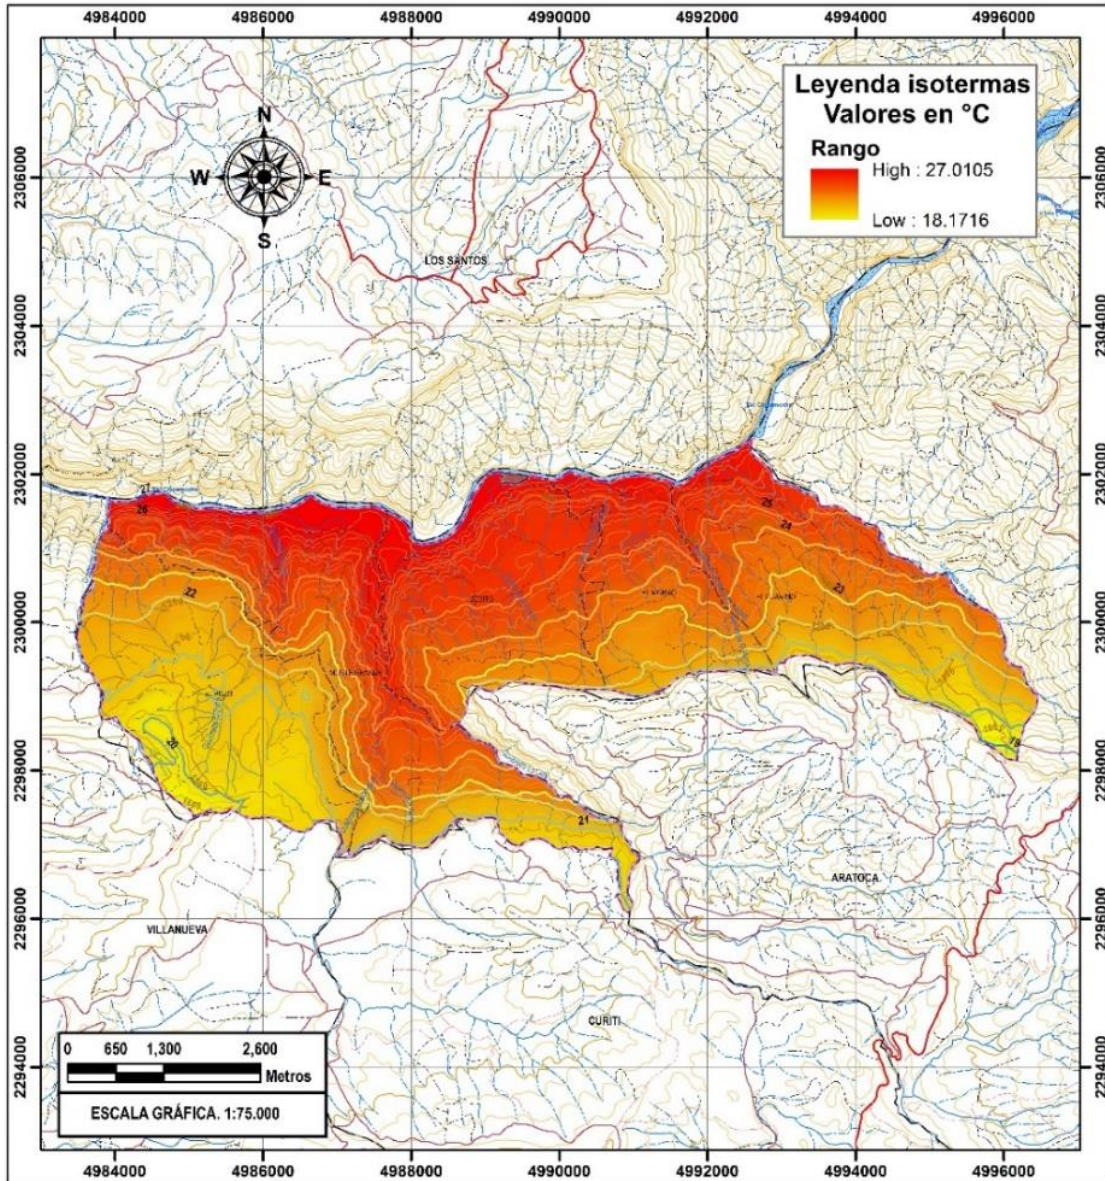 4984000 4986000 4988000 4990000 4992000 4994000 4996000
Leyenda isotermas
Valores en °C
Rango
High : 27.0105
Low : 18.1716
N
W E
S
2306000 2306000
LOS SANTOS
2304000 2304000
2302000 2302000
27
26
25
24
22
23
2300000 2300000
20
19
2298000 2298000
21
ARATOCA
2296000 2296000
VILLANUEVA
CURITI
0 650 1,300 2,600
Metros
ESCALA GRÁFICA. 1:75.000
2294000 2294000
4984000 4986000 4988000 4990000 4992000 4994000 4996000